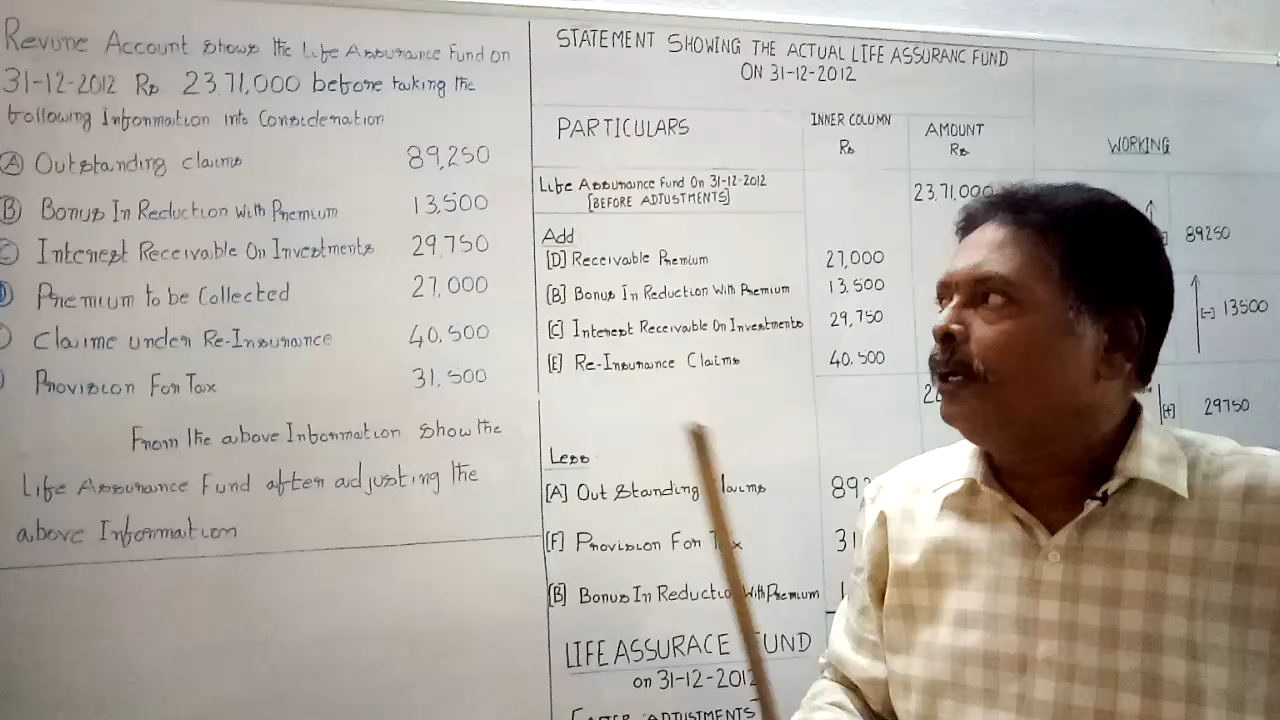 Revune Account shows the Life Assurance Fund on
31-12-2012 Rs 23,71,000 before taking the
following Information into Consideration
(A) Outstanding claims 89,250
(B) Bonus In Reduction With Premium 13,500
Interest Receivable On Investments 29,750
Premium to be Collected 27,000
Claime under Re-Insurance 40,500
Provision For Tax 31,500
From the above Information show the
Life Assurance Fund after adjusting the
above Information
STATEMENT SHOWING THE ACTUAL LIFE ASSURANC FUND
ON 31-12-2012
PARTICULARS
INNER COLUMN
Rs
AMOUNT
Rs
WORKING
Life Assurance Fund On 31-12-2012 23,71,000
[BEFORE ADJUSTMENTS]
Add
[D] Receivable Premium 27,000
[B] Bonus In Reduction With Premium 13,500
[C] Interest Receivable On Investments 29,750
[E] Re-Insurance Claims 40,500
Less
[A] Out Standing
[F] Provision For
[B] Bonus In With Premium
LIFE ASSURACE
on 31-12-2012
ADJUSTMENTS
89250
[-] 13500
[+] 29750